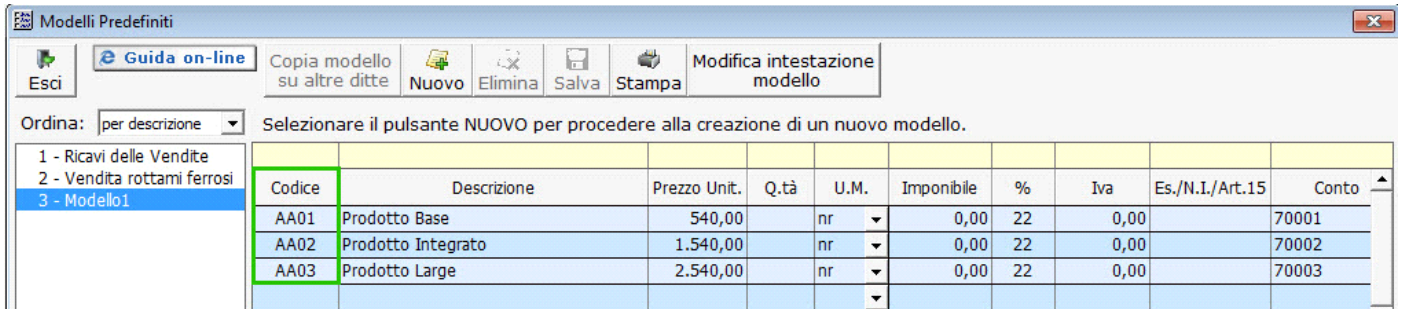 Modelli Predefiniti
Esci
Guida on-line
Copia modello
su altre ditte
Nuovo
Elimina
Salva
Stampa
Modifica intestazione
modello
Ordina: per descrizione
Selezionare il pulsante NUOVO per procedere alla creazione di un nuovo modello.
1 - Ricavi delle Vendite
2 - Vendita rottami ferrosi
3 - Modello1
Codice Descrizione Prezzo Unit. Q.tà U.M. Imponibile % Iva Es./N.I./Art.15 Conto
AA01 Prodotto Base 540,00 nr 0,00 22 0,00 70001
AA02 Prodotto Integrato 1.540,00 nr 0,00 22 0,00 70002
AA03 Prodotto Large 2.540,00 nr 0,00 22 0,00 70003